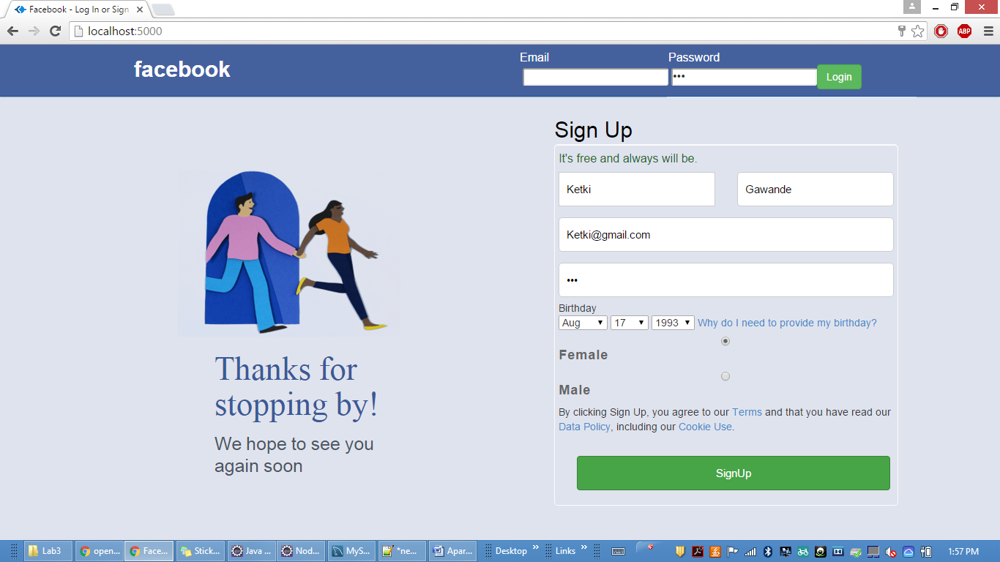 Facebook - Log In or Sign
localhost:5000
ABP
facebook
Email
Password
•••
Login
Sign Up
It's free and always will be.
Ketki
Gawande
Ketki@gmail.com
•••
Birthday
Aug 17 1993 Why do I need to provide my birthday?
Female
Male
By clicking Sign Up, you agree to our Terms and that you have read our
Data Policy, including our Cookie Use.
SignUp
Thanks for
stopping by!
We hope to see you
again soon
Lab3
open...
Face...
Stick...
Java ...
Nod...
MyS...
*ne...
Apar...
Desktop »
Links »
1:57 PM